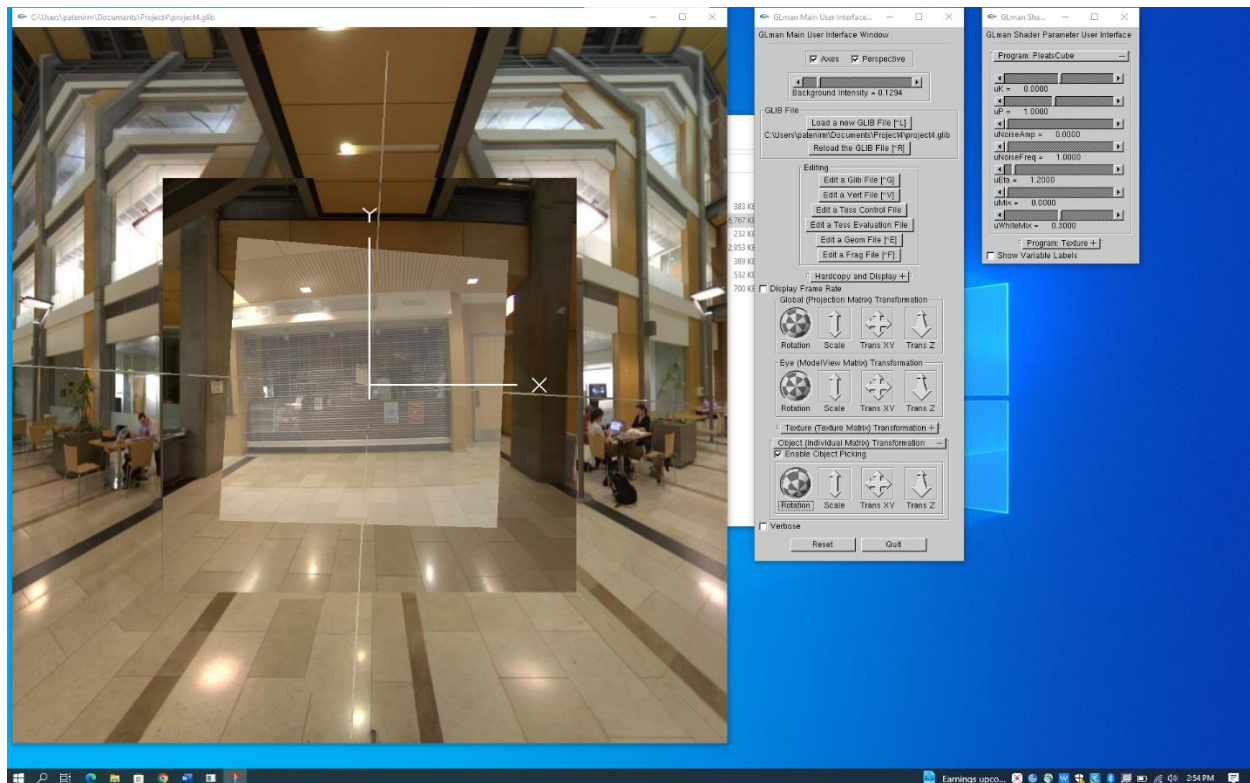 C:\Users\patenirm\Documents\Project4\project4.glib
Y
X
383 KB
232 KB
389 KB
532 KB
700 KB
GLman Main User Interface...
GLman Main User Interface Window
Axes Perspective
Background Intensity = 0.1294
GLIB File
Load a new GLIB File [^L]
C:\Users\patenirm\Documents\Project4\project4.glib
Reload the GLIB File [^R]
Editing
Edit a Glib File [^G]
Edit a Vert File [^V]
Edit a Tess Control File
Edit a Tess Evaluation File
Edit a Geom File [^E]
Edit a Frag File [^F]
Hardcopy and Display +
Display Frame Rate
Global (Projection Matrix) Transformation
Rotation Scale Trans XY Trans Z
Eye (ModelView Matrix) Transformation
Rotation Scale Trans XY Trans Z
Texture (Texture Matrix) Transformation +
Object (Individual Matrix) Transformation –
Enable Object Picking
Rotation Scale Trans XY Trans Z
Verbose
Reset Quit
GLman Sha...
GLman Shader Parameter User Interface
Program: PleatsCube –
uK = 0.0000
uP = 1.0000
uNoiseAmp = 0.0000
uNoiseFreq = 1.0000
uEta = 1.2000
uMix = 0.0000
uWhiteMix = 0.3000
Program: Texture +
Show Variable Labels
Earnings upco... 2:54 PM